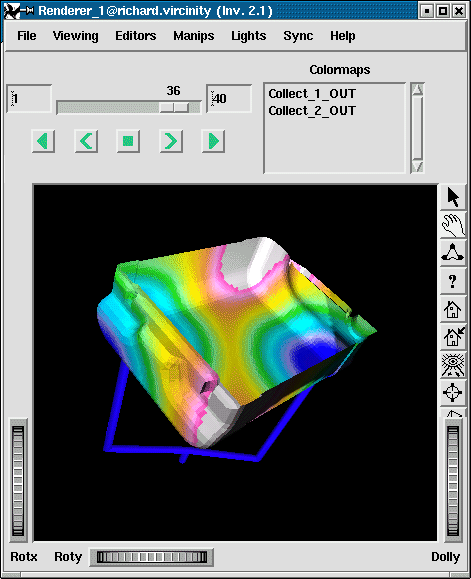 Renderer_1@richard.vircinity (Inv. 2.1)
File Viewing Editors Manips Lights Sync Help
Colormaps
36
1 40
Collect_1_OUT
Collect_2_OUT
?
Rotx Roty Dolly